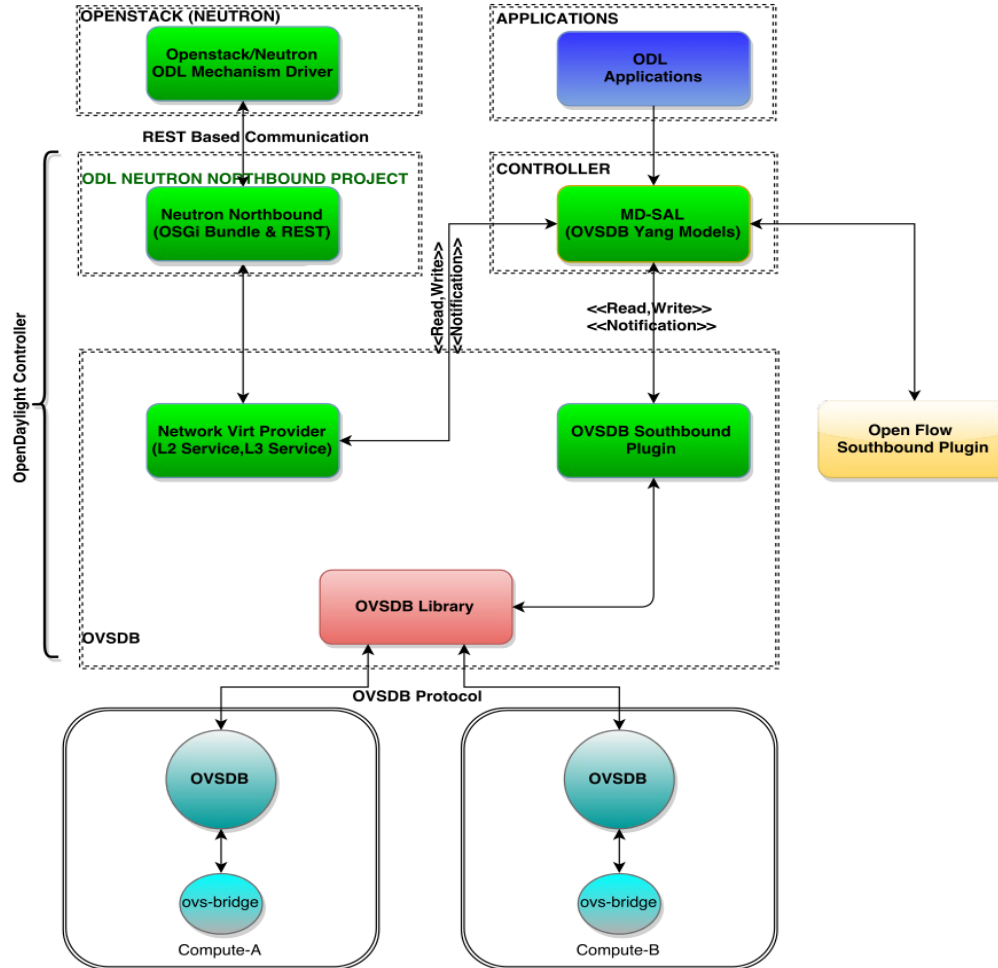 OPENSTACK (NEUTRON)
Openstack/Neutron
ODL Mechanism Driver
APPLICATIONS
ODL
Applications
REST Based Communication
ODL NEUTRON NORTHBOUND PROJECT
Neutron Northbound
(OSGi Bundle & REST)
CONTROLLER
MD-SAL
(OVSDB Yang Models)
<<Read,Write>>
<<Notification>>
<<Read,Write>>
<<Notification>>
OpenDaylight Controller
Network Virt Provider
(L2 Service,L3 Service)
OVSDB Southbound
Plugin
Open Flow
Southbound Plugin
OVSDB Library
OVSDB
OVSDB Protocol
OVSDB
ovs-bridge
Compute-A
OVSDB
ovs-bridge
Compute-B